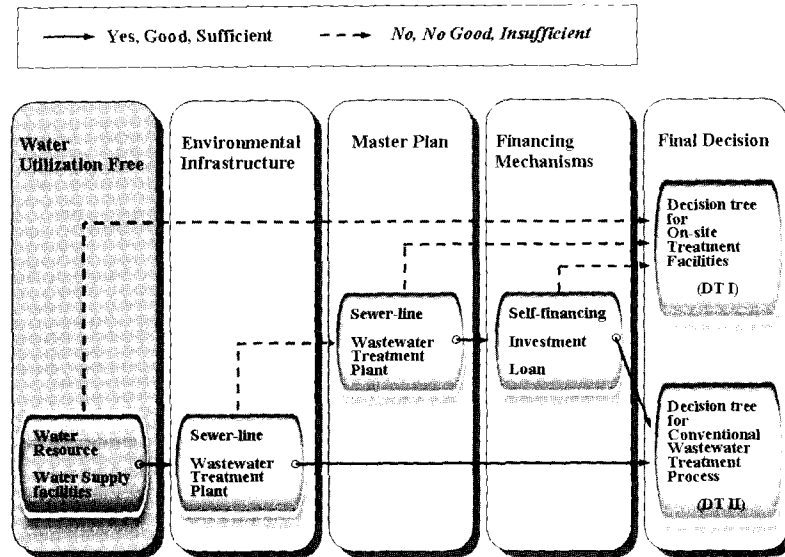 Yes, Good, Sufficient
No, No Good, Insufficient
Water
Utilization Free
Environmental
Infrastructure
Master Plan
Financing
Mechanisms
Final Decision
Decision tree
for
On-site
Treatment
Facilities
(DT I)
Sewer-line
Wastewater
Treatment
Plant
Self-financing
Investment
Loan
Water
Resource
Water Supply
facilities
Sewer-line
Wastewater
Treatment
Plant
Decision tree
for
Conventional
Wastewater
Treatment
Process
(DT II)